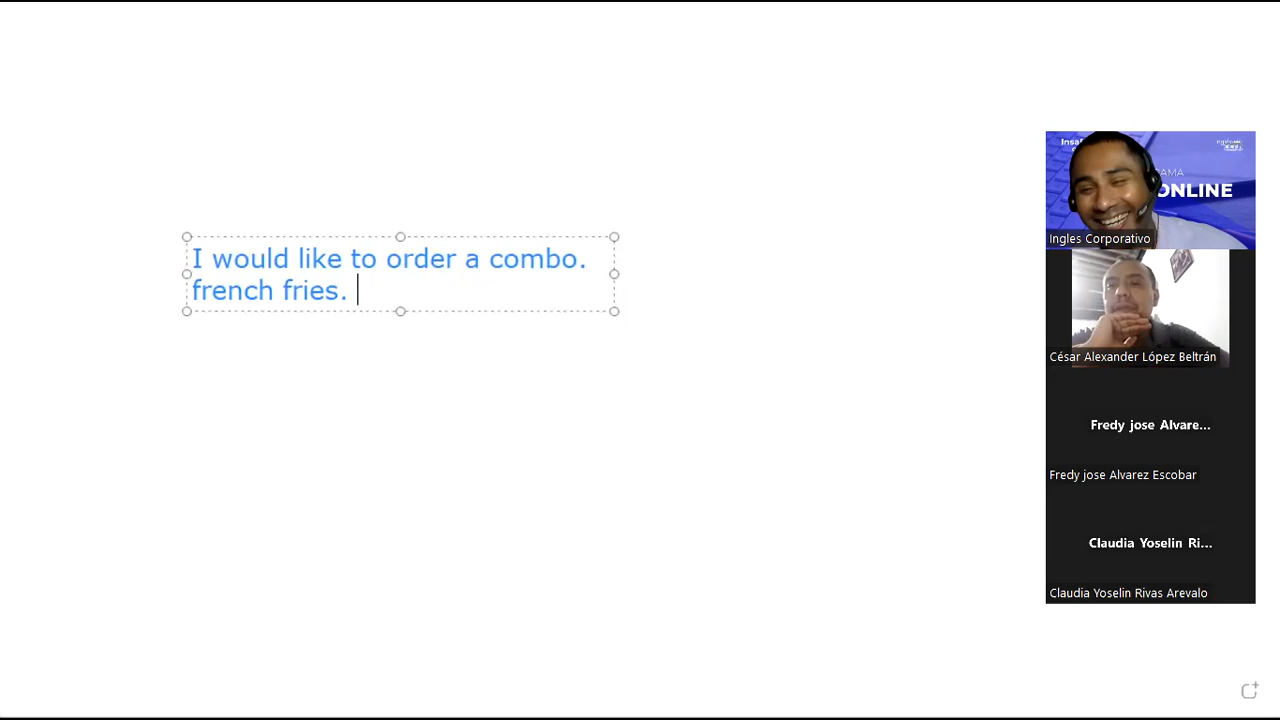 I would like to order a combo.
french fries.
ONLINE
Ingles Corporativo
César Alexander López Beltrán
Fredy jose Alvare...
Fredy jose Alvarez Escobar
Claudia Yoselin Ri...
Claudia Yoselin Rivas Arevalo